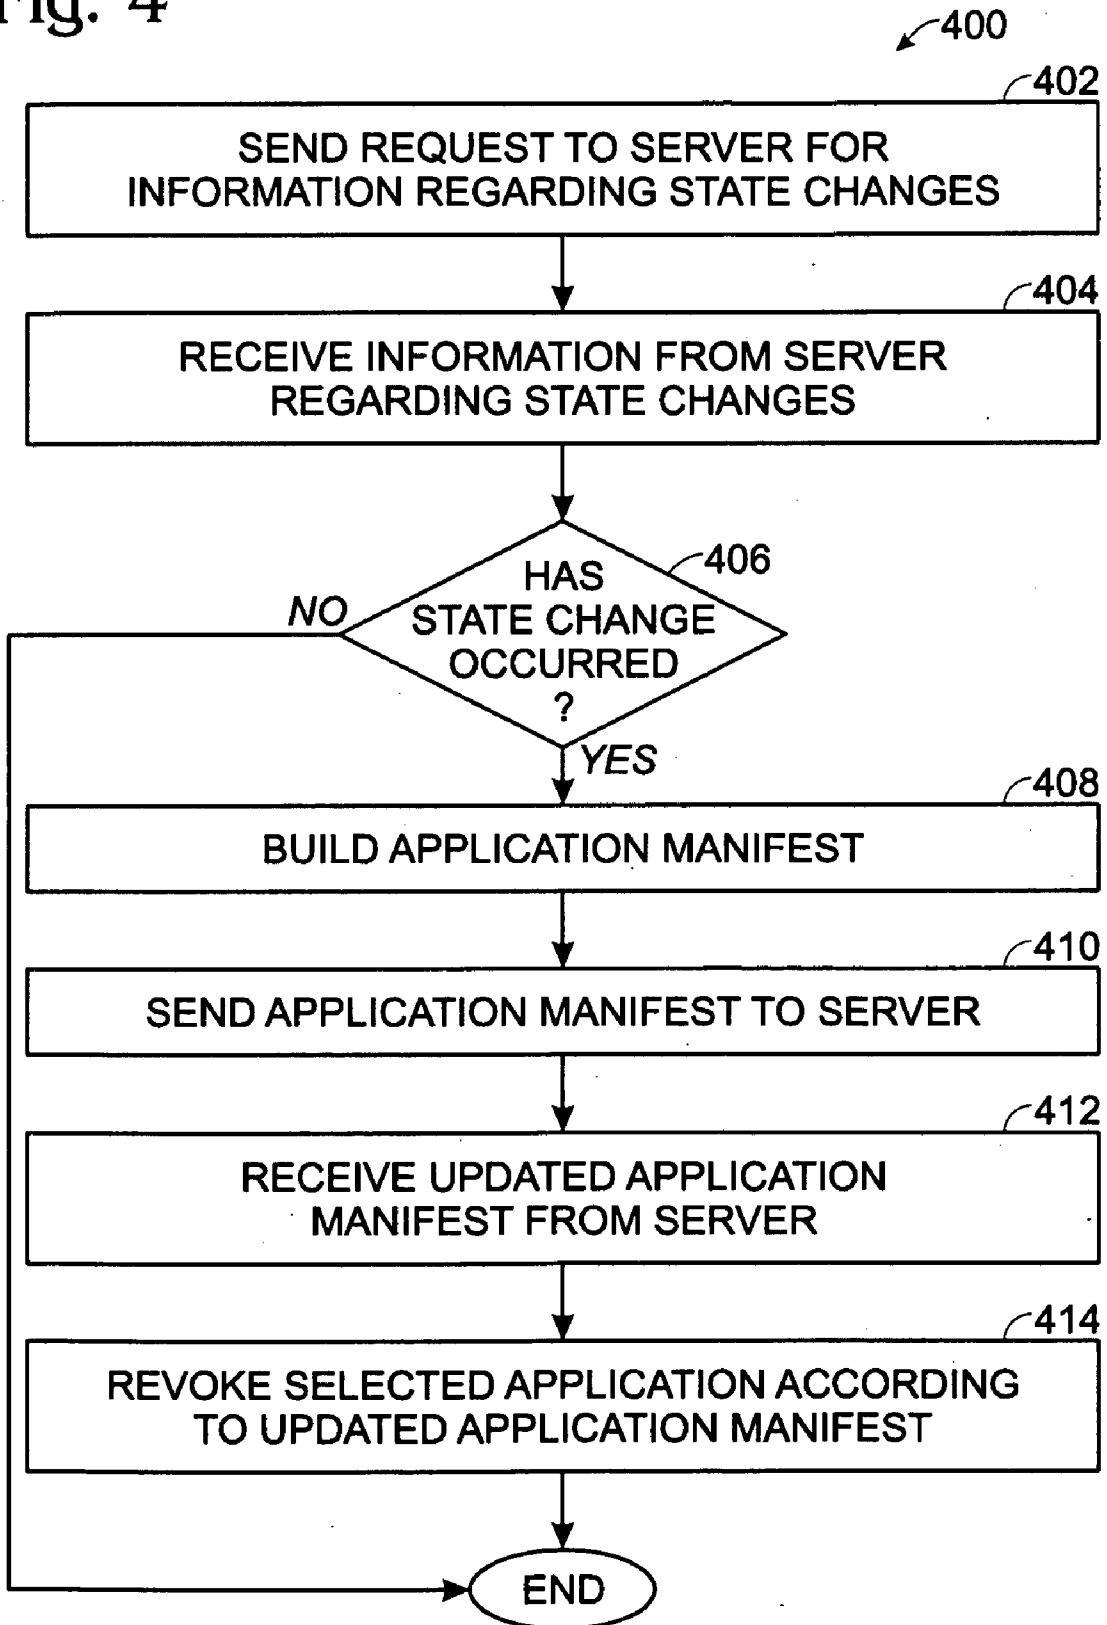 Fig. 4
400
402
SEND REQUEST TO SERVER FOR
INFORMATION REGARDING STATE CHANGES
404
RECEIVE INFORMATION FROM SERVER
REGARDING STATE CHANGES
406
HAS
STATE CHANGE
OCCURRED
?
NO
YES
408
BUILD APPLICATION MANIFEST
410
SEND APPLICATION MANIFEST TO SERVER
412
RECEIVE UPDATED APPLICATION
MANIFEST FROM SERVER
414
REVOKE SELECTED APPLICATION ACCORDING
TO UPDATED APPLICATION MANIFEST
END